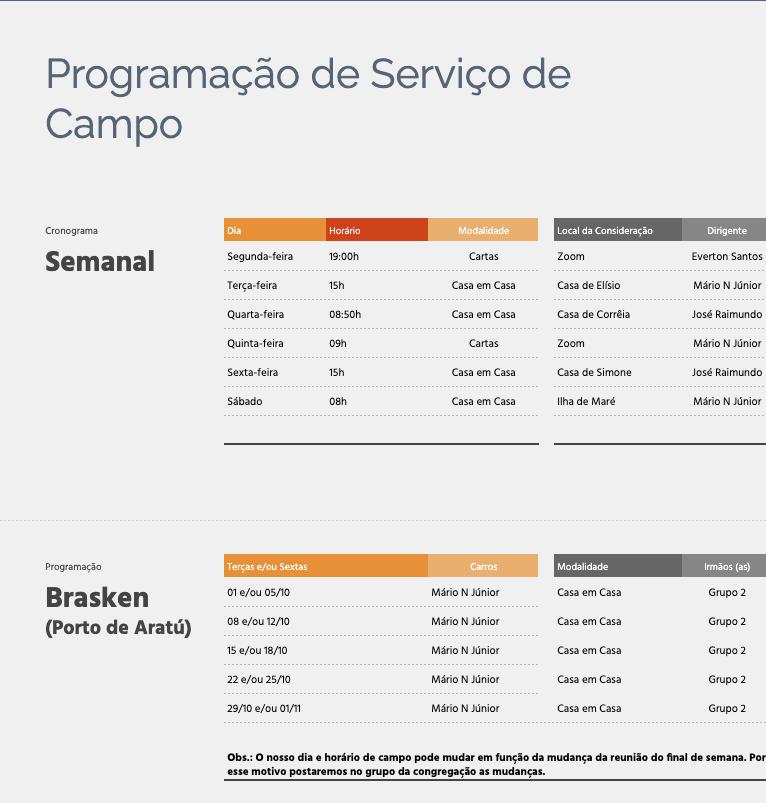 Programação de Serviço de
Campo
Cronograma
Semanal
Dia Horário Modalidade Local da Consideração Dirigente
Segunda-feira 19:00h Cartas Zoom Everton Santos
Terça-feira 15h Casa em Casa Casa de Elísio Mário N Júnior
Quarta-feira 08:50h Casa em Casa Casa de Corrêia José Raimundo
Quinta-feira 09h Cartas Zoom Mário N Júnior
Sexta-feira 15h Casa em Casa Casa de Simone José Raimundo
Sábado 08h Casa em Casa Ilha de Maré Mário N Júnior
Programação
Brasken
(Porto de Aratú)
Terças e/ou Sextas Carros Modalidade Irmãos (as)
01 e/ou 05/10 Mário N Júnior Casa em Casa Grupo 2
08 e/ou 12/10 Mário N Júnior Casa em Casa Grupo 2
15 e/ou 18/10 Mário N Júnior Casa em Casa Grupo 2
22 e/ou 25/10 Mário N Júnior Casa em Casa Grupo 2
29/10 e/ou 01/11 Mário N Júnior Casa em Casa Grupo 2
Obs.: O nosso dia e horário de campo pode mudar em função da mudança da reunião do final de semana. Por
esse motivo postaremos no grupo da congregação as mudanças.